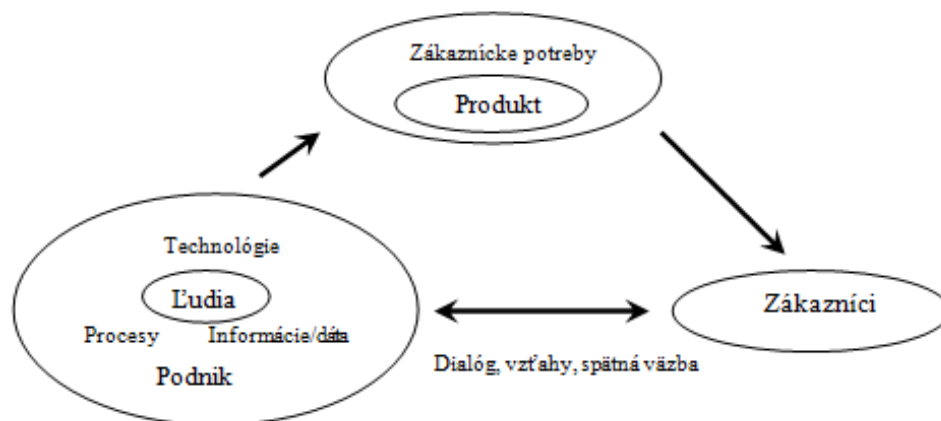 Zákaznícke potreby
Produkt
Technológie
Ľudia
Procesy
Informácie/dáta
Podnik
Zákazníci
Dialóg, vzťahy, spätná väzba